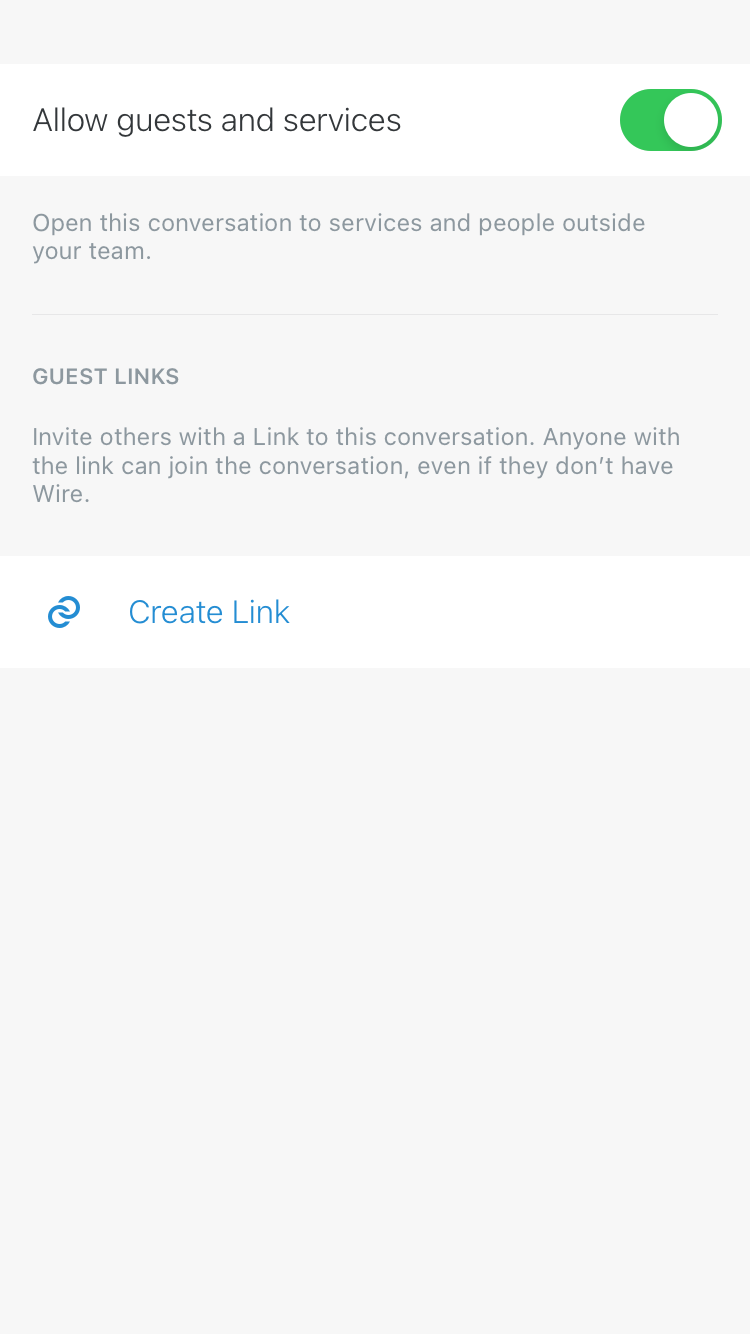 Allow guests and services
Open this conversation to services and people outside
your team.
GUEST LINKS
Invite others with a Link to this conversation. Anyone with
the link can join the conversation, even if they don’t have
Wire.
Create Link